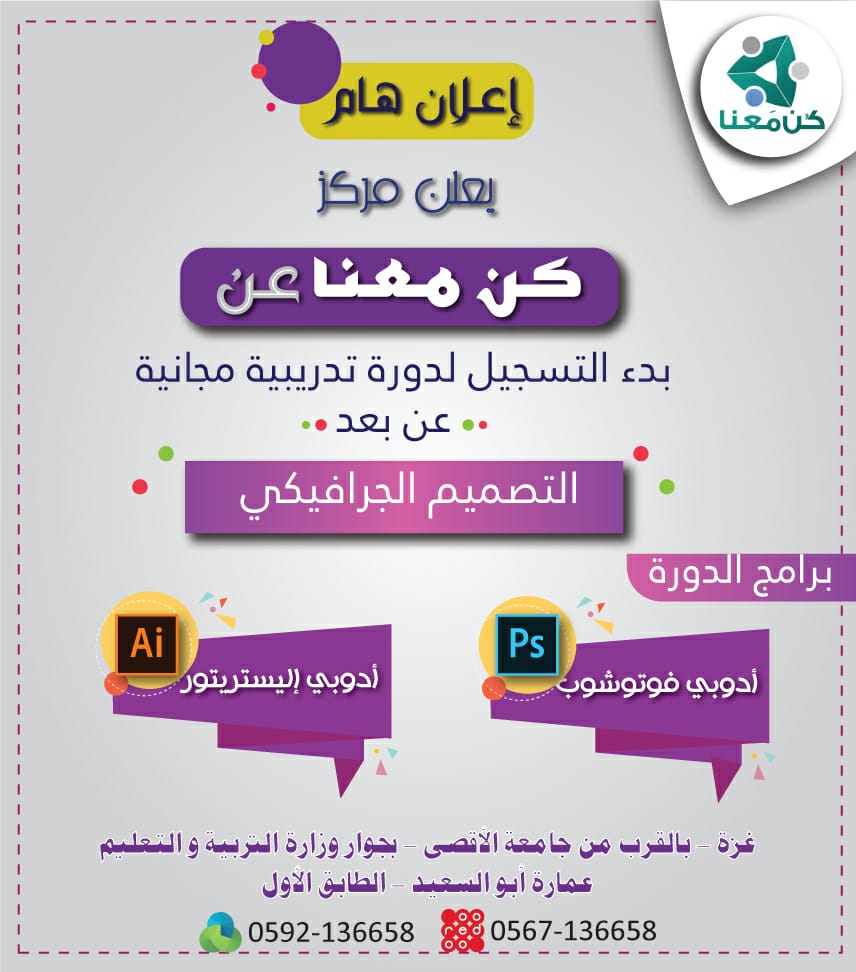 كن معنا
إعلان هام
يعلن مركز
كن معنا عن
بدء التسجيل لدورة تدريبية مجانية
عن بعد
التصميم الجرافيكي
برامج الدورة
Ps
أدوبي فوتوشوب
Ai
أدوبي إليستريتور
غزة - بالقرب من جامعة الأقصى - بجوار وزارة التربية و التعليم
عمارة أبو السعيد - الطابق الأول
0592-136658
0567-136658